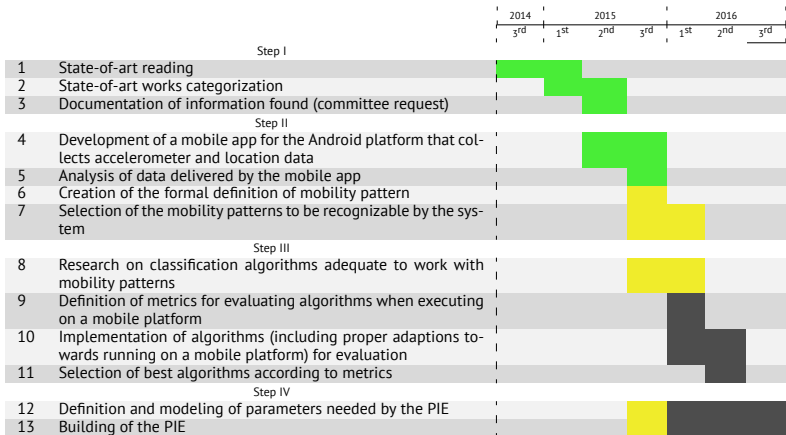 2014 2015 2016
3rd 1st 2nd 3rd 1st 2nd 3rd
Step I
1 State-of-art reading
2 State-of-art works categorization
3 Documentation of information found (committee request)
Step II
4 Development of a mobile app for the Android platform that col-
lects accelerometer and location data
5 Analysis of data delivered by the mobile app
6 Creation of the formal definition of mobility pattern
7 Selection of the mobility patterns to be recognizable by the sys-
tem
Step III
8 Research on classification algorithms adequate to work with
mobility patterns
9 Definition of metrics for evaluating algorithms when executing
on a mobile platform
10 Implementation of algorithms (including proper adaptions to-
wards running on a mobile platform) for evaluation
11 Selection of best algorithms according to metrics
Step IV
12 Definition and modeling of parameters needed by the PIE
13 Building of the PIE